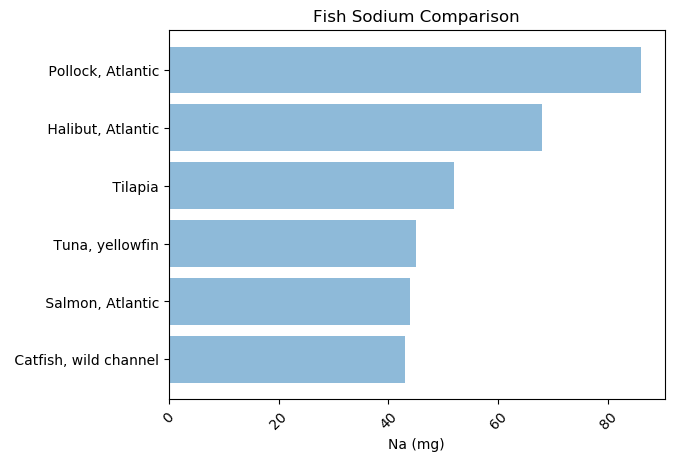 Fish Sodium Comparison
Pollock, Atlantic
Halibut, Atlantic
Tilapia
Tuna, yellowfin
Salmon, Atlantic
Catfish, wild channel
0 20 40 60 80
Na (mg)